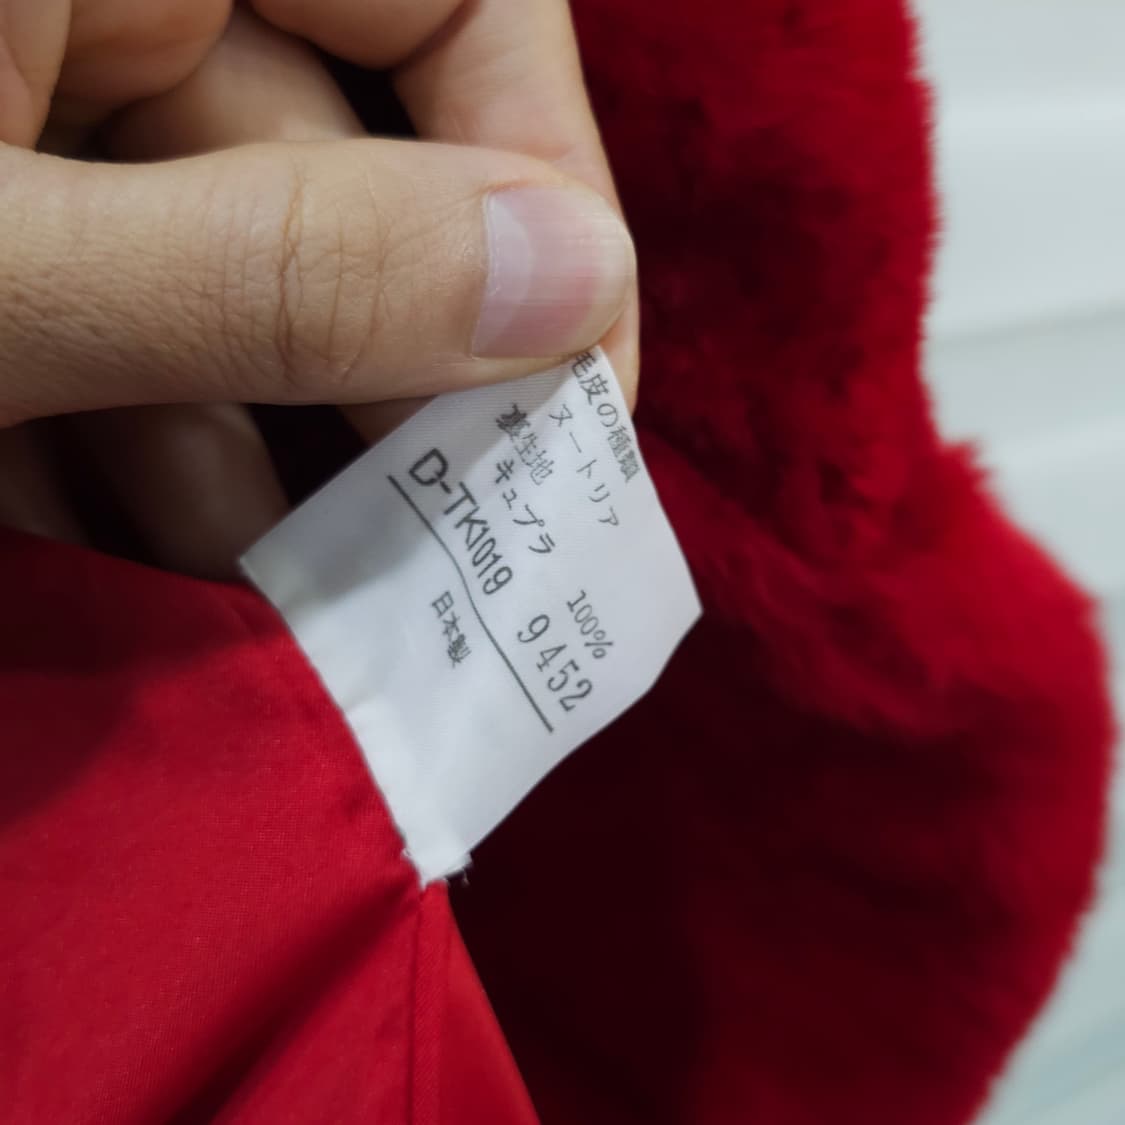 毛皮の種類
ヌートリア
裏生地
キュプラ 100%
D-TK1019 9452
日本製